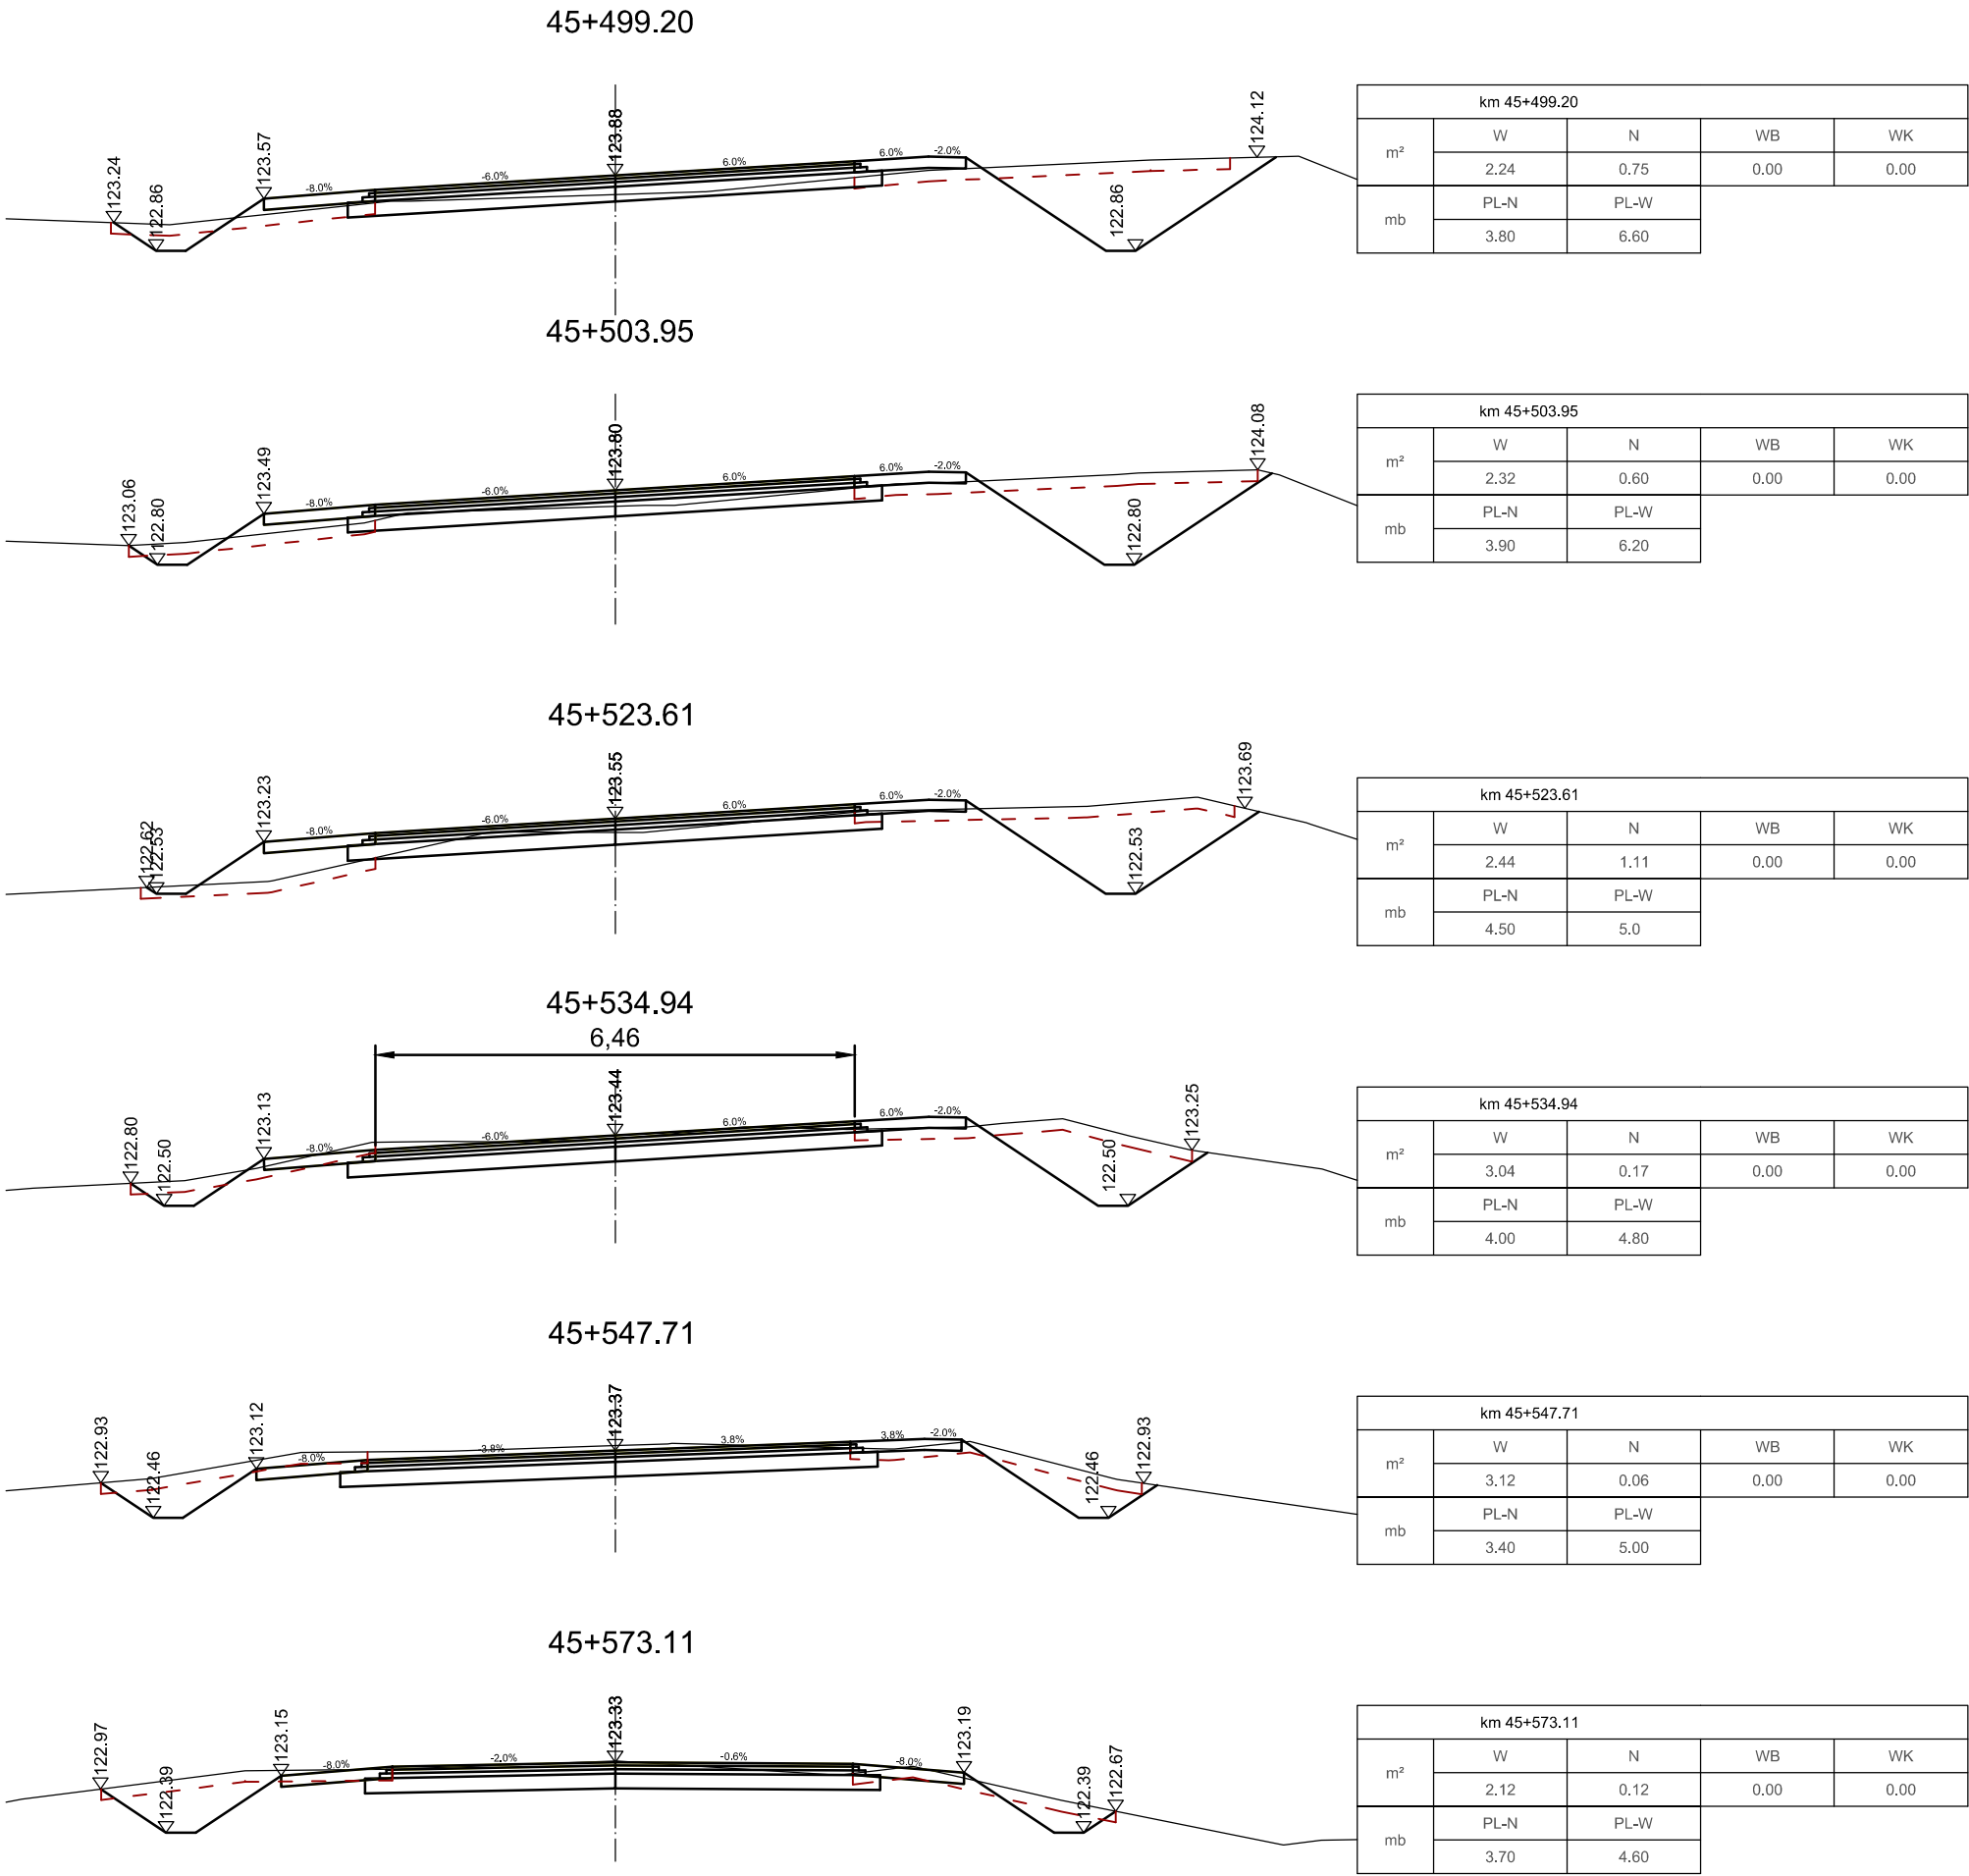 45+499.20
123.24
122.86
123.57
-8.0%
-6.0%
123.88
6.0%
6.0%
-2.0%
122.86
124.12
km 45+499.20
m²
W N WB WK
2.24 0.75 0.00 0.00
mb
PL-N PL-W
3.80 6.60
45+503.95
123.06
122.80
123.49
-8.0%
-6.0%
123.80
6.0%
6.0%
-2.0%
122.80
124.08
km 45+503.95
m²
W N WB WK
2.32 0.60 0.00 0.00
mb
PL-N PL-W
3.90 6.20
45+523.61
122.62
122.53
123.23
-8.0%
-6.0%
123.55
6.0%
6.0%
-2.0%
122.53
123.69
km 45+523.61
m²
W N WB WK
2.44 1.11 0.00 0.00
mb
PL-N PL-W
4.50 5.0
45+534.94
6,46
122.80
122.50
123.13
-8.0%
-6.0%
123.44
6.0%
6.0%
-2.0%
122.50
123.25
km 45+534.94
m²
W N WB WK
3.04 0.17 0.00 0.00
mb
PL-N PL-W
4.00 4.80
45+547.71
122.93
122.46
123.12
-8.0%
-3.8%
123.37
3.8%
3.8%
-2.0%
122.46
122.93
km 45+547.71
m²
W N WB WK
3.12 0.06 0.00 0.00
mb
PL-N PL-W
3.40 5.00
45+573.11
122.97
122.39
123.15
-8.0%
-2.0%
123.33
-0.6%
-8.0%
123.19
122.39
122.67
km 45+573.11
m²
W N WB WK
2.12 0.12 0.00 0.00
mb
PL-N PL-W
3.70 4.60